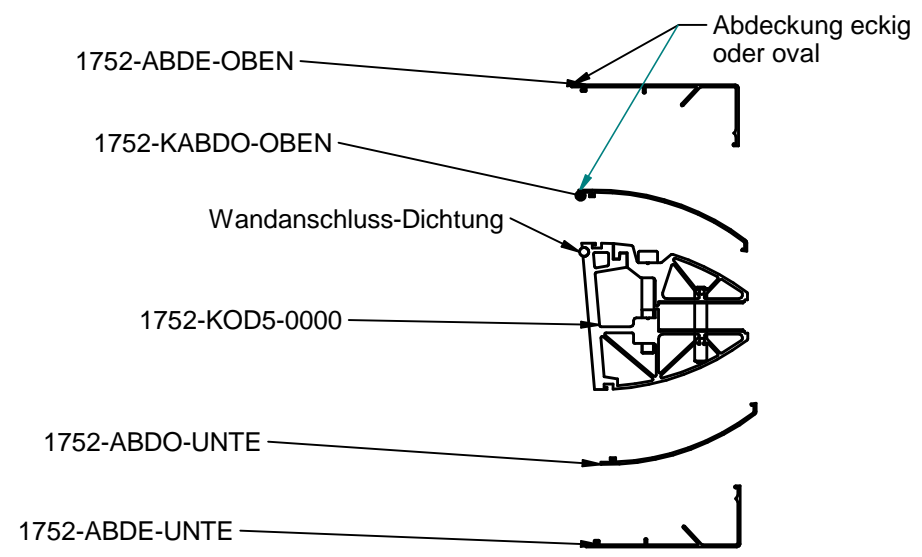 Abdeckung eckig
oder oval
1752-ABDE-OBEN
1752-KABDO-OBEN
Wandanschluss-Dichtung
1752-KOD5-0000
1752-ABDO-UNTE
1752-ABDE-UNTE